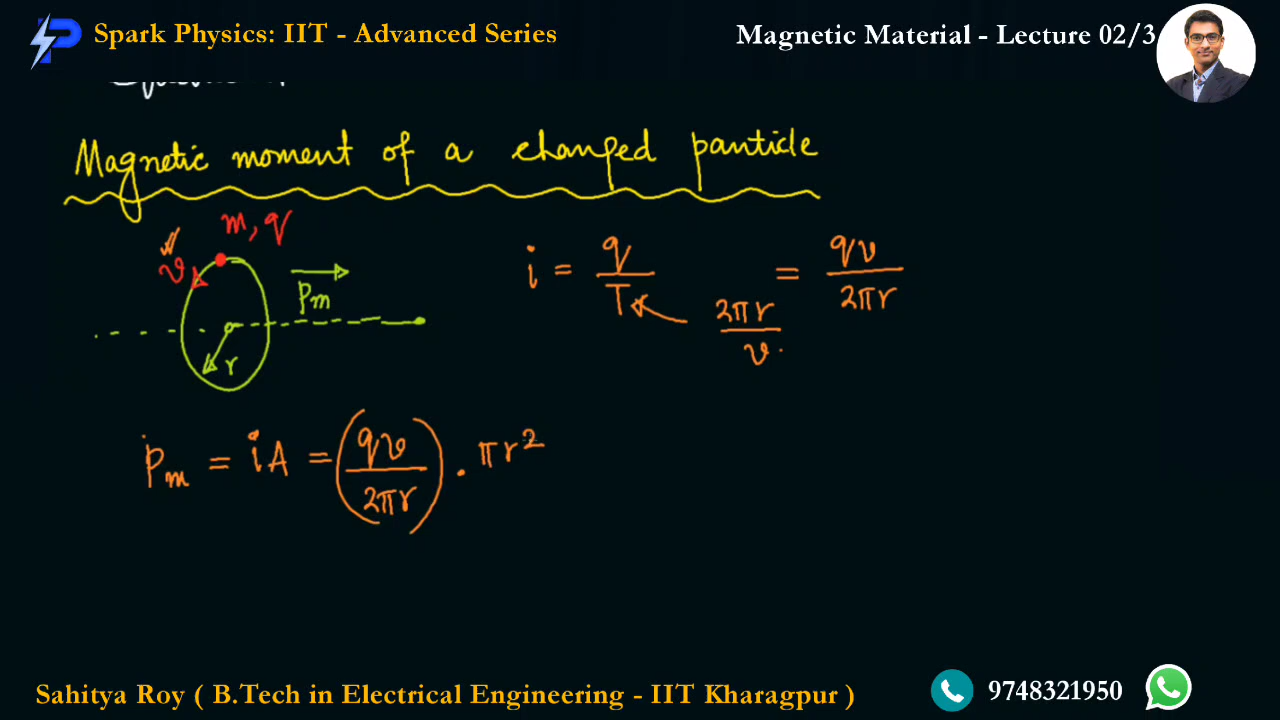 Spark Physics: IIT - Advanced Series
Magnetic Material - Lecture 02/3
Magnetic moment of a charged particle
m, q
v
Pm
r
i = q/T = qv/2πr
2πr/v
Pm = iA = (qv/2πr) . πr²
Sahitya Roy ( B.Tech in Electrical Engineering - IIT Kharagpur )
9748321950